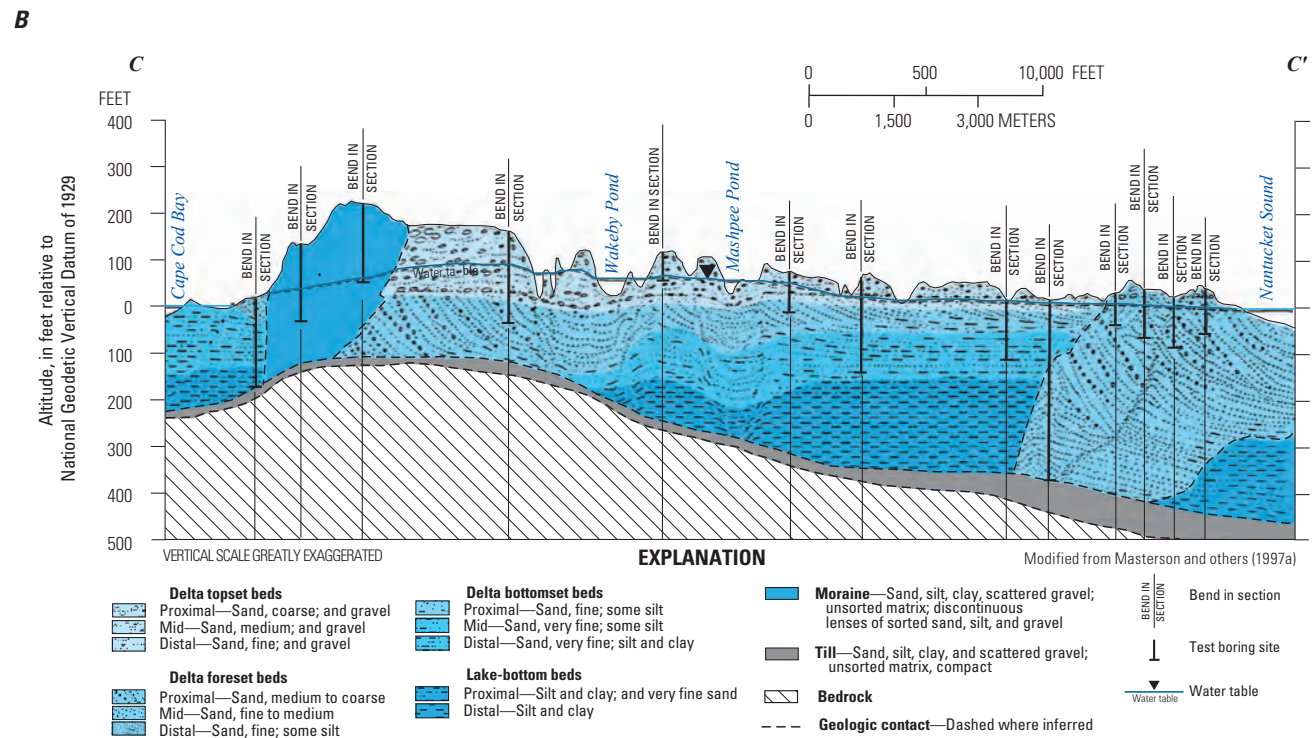 B
C
C'
0 500 10,000 FEET
0 1,500 3,000 METERS
FEET
400
300
200
100
0
100
200
300
400
500
Altitude, in feet relative to
National Geodetic Vertical Datum of 1929
Cape Cod Bay
BEND IN
SECTION
BEND IN
SECTION
BEND IN
SECTION
BEND IN
SECTION
Wakeby Pond
BEND IN SECTION
Mashpee Pond
BEND IN
SECTION
BEND IN
SECTION
BEND IN
SECTION
BEND IN
SECTION
BEND IN
SECTION
BEND IN
SECTION
BEND IN
SECTION
BEND IN
SECTION
Nantucket Sound
Water table
VERTICAL SCALE GREATLY EXAGGERATED
EXPLANATION
Modified from Masterson and others (1997a)
Delta topset beds
Proximal—Sand, coarse; and gravel
Mid—Sand, medium; and gravel
Distal—Sand, fine; and gravel
Delta foreset beds
Proximal—Sand, medium to coarse
Mid—Sand, fine to medium
Distal—Sand, fine; some silt
Delta bottomset beds
Proximal—Sand, fine; some silt
Mid—Sand, very fine; some silt
Distal—Sand, very fine; silt and clay
Lake-bottom beds
Proximal—Silt and clay; and very fine sand
Distal—Silt and clay
Moraine—Sand, silt, clay, scattered gravel;
unsorted matrix; discontinuous
lenses of sorted sand, silt, and gravel
Till—Sand, silt, clay, and scattered gravel;
unsorted matrix, compact
Bedrock
Geologic contact—Dashed where inferred
BEND IN
SECTION
Bend in section
Test boring site
Water table
Water table